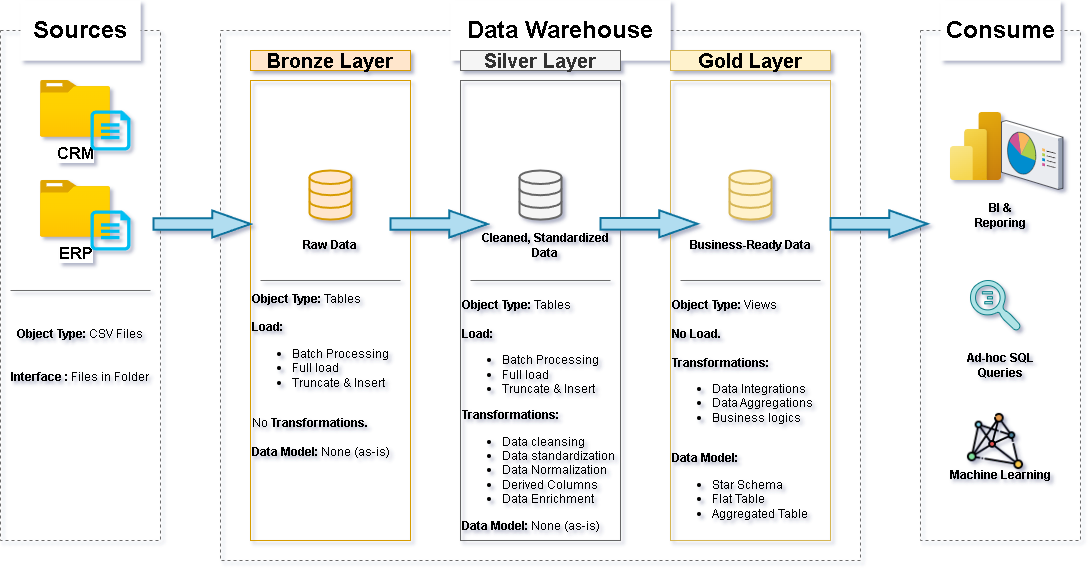 Sources
CRM
ERP
Object Type: CSV Files
Interface : Files in Folder
Data Warehouse
Bronze Layer
Raw Data
Object Type: Tables
Load:
Batch Processing
Full load
Truncate & Insert
No Transformations.
Data Model: None (as-is)
Silver Layer
Cleaned, Standardized
Data
Object Type: Tables
Load:
Batch Processing
Full load
Truncate & Insert
Transformations:
Data cleansing
Data standardization
Data Normalization
Derived Columns
Data Enrichment
Data Model: None (as-is)
Gold Layer
Business-Ready Data
Object Type: Views
No Load.
Transformations:
Data Integrations
Data Aggregations
Business logics
Data Model:
Star Schema
Flat Table
Aggregated Table
Consume
BI &
Reporing
Ad-hoc SQL
Queries
Machine Learning